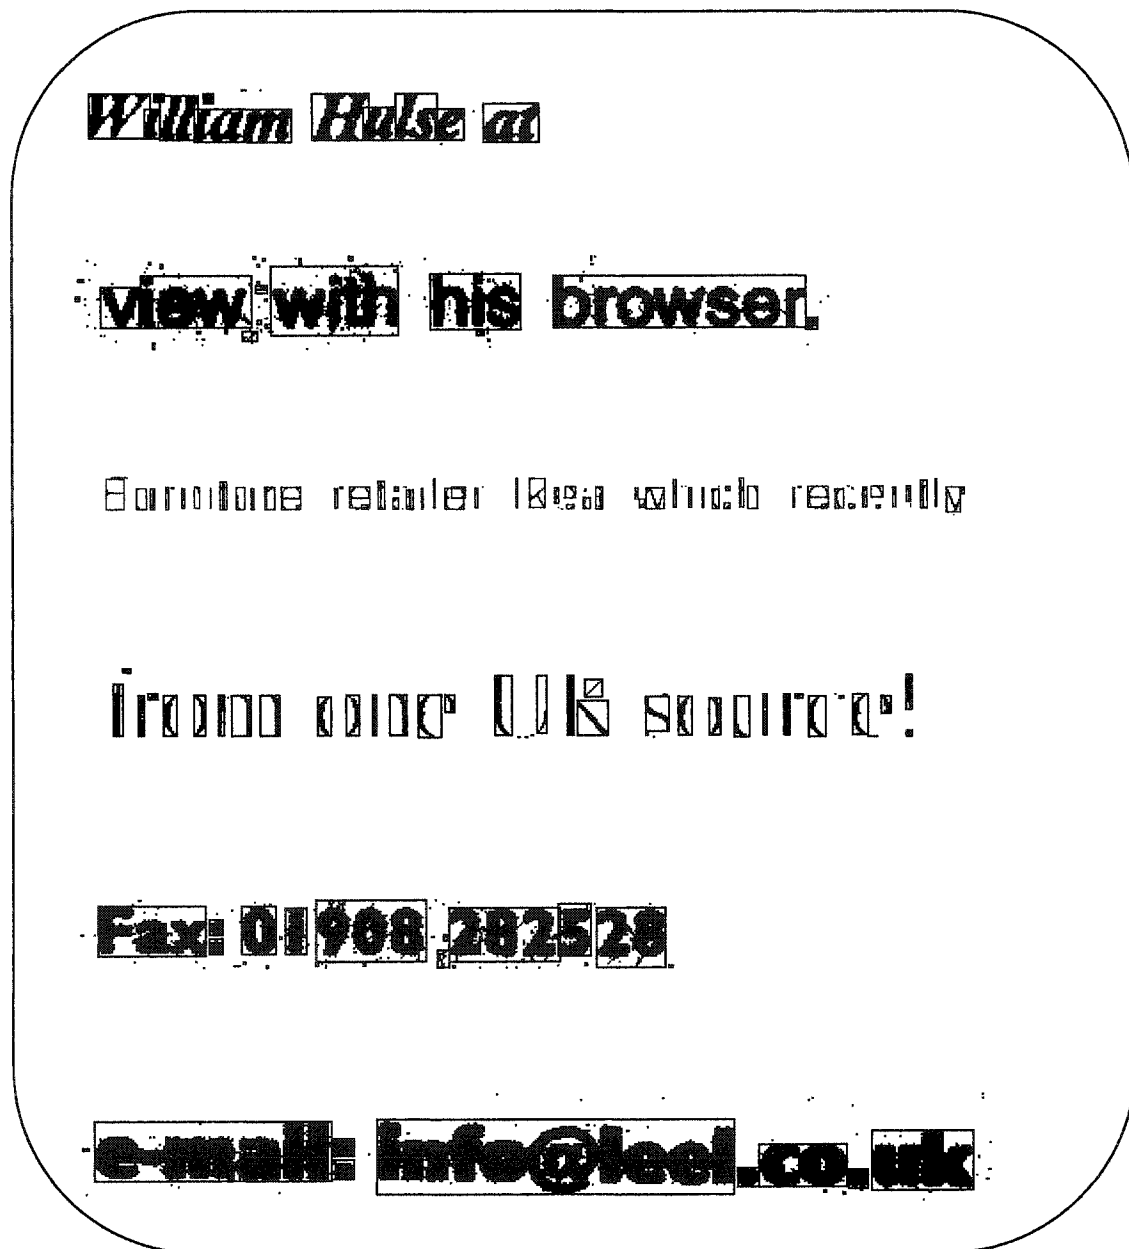 William Hulse at
view with his browser.
Furniture retailer Ikea which recently
from one UK source!
Fax: 01908 282528
e-mail: info@leel.co.uk